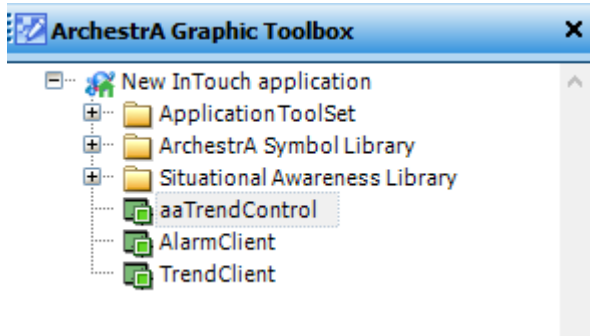 ArchestrA Graphic Toolbox
New InTouch application
ApplicationToolSet
ArchestrA Symbol Library
Situational Awareness Library
aaTrendControl
AlarmClient
TrendClient